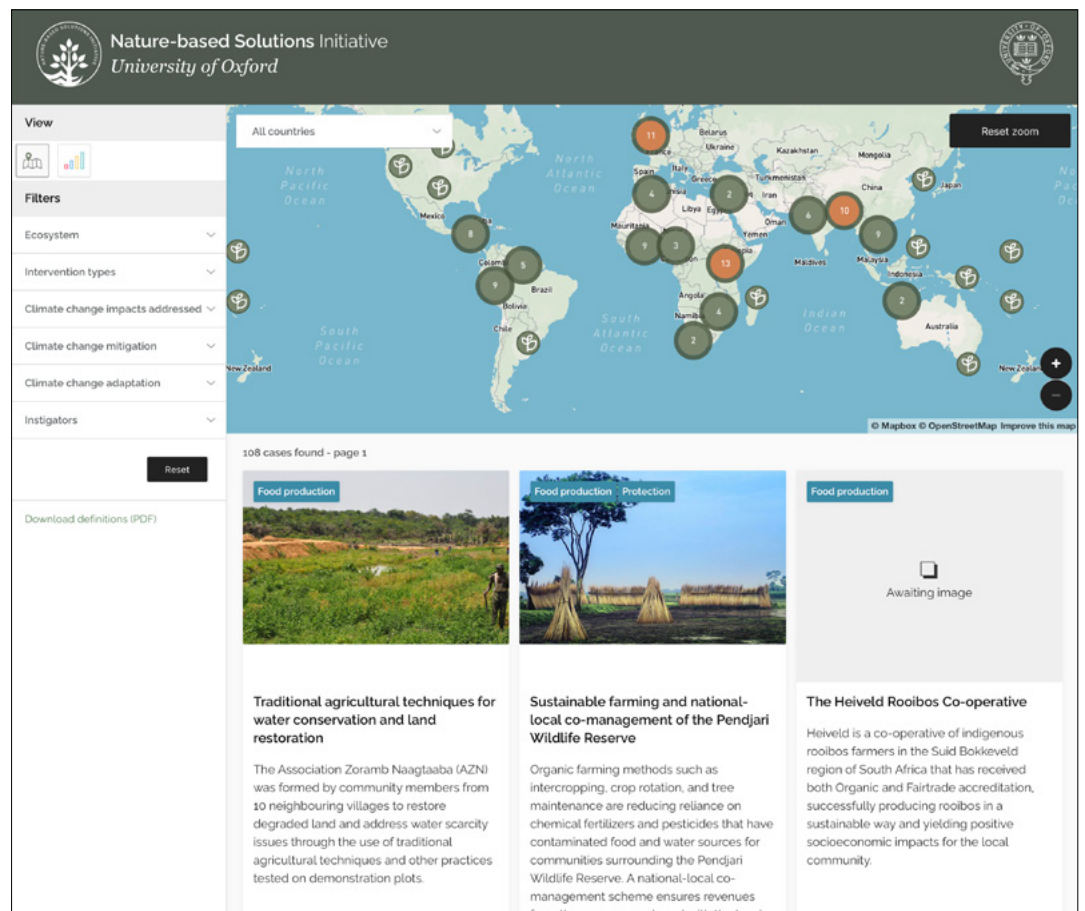 Nature-based Solutions Initiative
University of Oxford
View
Filters
Ecosystem
Intervention types
Climate change impacts addressed
Climate change mitigation
Climate change adaptation
Instigators
Reset
Download definitions (PDF)
All countries
Reset zoom
North
Pacific
Ocean
North
Atlantic
Ocean
South
Pacific
Ocean
South
Atlantic
Ocean
Indian
Ocean
Belarus
Ukraine
Kazakhstan
Mongolia
Spain
Italy
Greece
Turkmenistan
China
Japan
Iran
Libya
Mexico
Oman
Yemen
Maldives
Malaysia
Indonesia
Brazil
Bolivia
Chile
Angola
Namibia
Australia
New Zealand
11
4
2
6
10
9
8
9
3
13
5
9
4
2
2
+
−
© Mapbox © OpenStreetMap Improve this map
108 cases found - page 1
Food production
Traditional agricultural techniques for
water conservation and land
restoration
The Association Zoramb Naagtaaba (AZN)
was formed by community members from
10 neighbouring villages to restore
degraded land and address water scarcity
issues through the use of traditional
agricultural techniques and other practices
tested on demonstration plots.
Food production Protection
Sustainable farming and national-
local co-management of the Pendjari
Wildlife Reserve
Organic farming methods such as
intercropping, crop rotation, and tree
maintenance are reducing reliance on
chemical fertilizers and pesticides that have
contaminated food and water sources for
communities surrounding the Pendjari
Wildlife Reserve. A national-local co-
management scheme ensures revenues
Food production
Awaiting image
The Heiveld Rooibos Co-operative
Heiveld is a co-operative of indigenous
rooibos farmers in the Suid Bokkeveld
region of South Africa that has received
both Organic and Fairtrade accreditation,
successfully producing rooibos in a
sustainable way and yielding positive
socioeconomic impacts for the local
community.